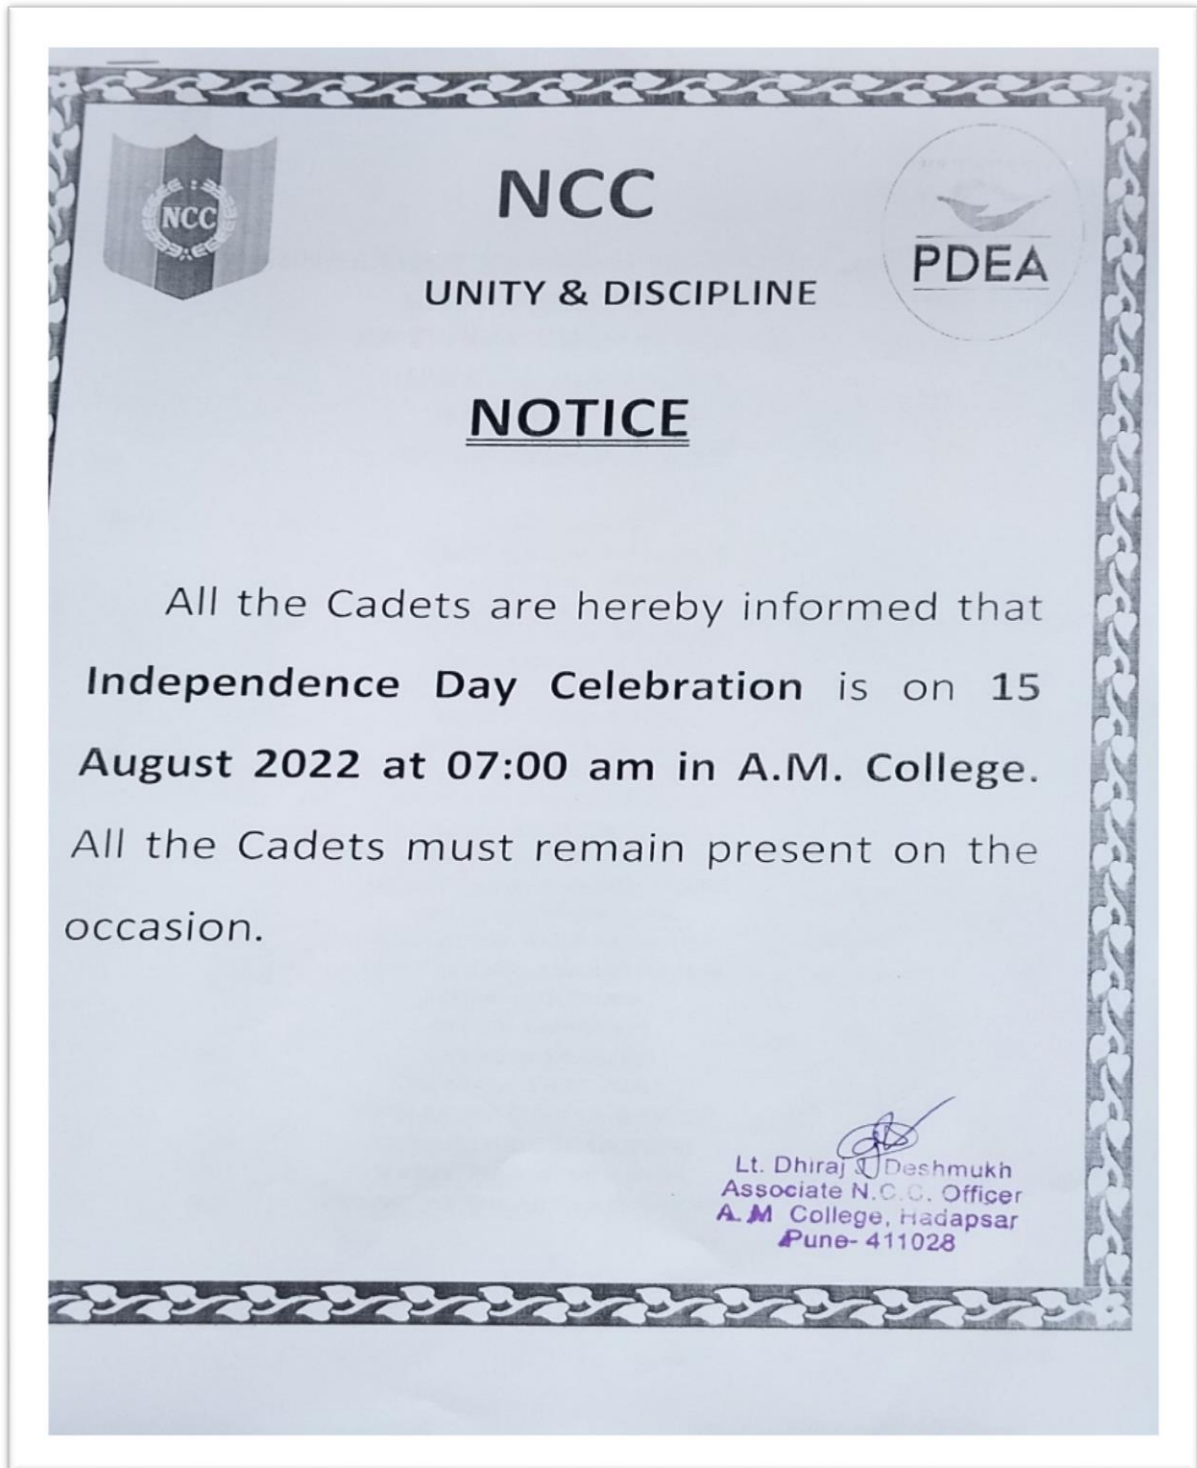 NCC
NCC
UNITY & DISCIPLINE
PDEA
NOTICE
All the Cadets are hereby informed that
Independence Day Celebration is on 15
August 2022 at 07:00 am in A.M. College.
All the Cadets must remain present on the
occasion.
Lt. Dhiraj Deshmukh
Associate N.C.C. Officer
A.M College, Hadapsar
Pune- 411028